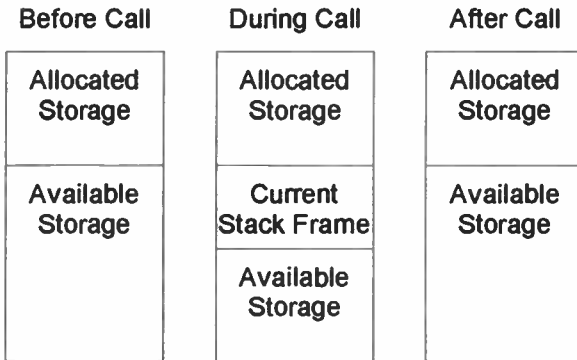 Before Call
During Call
After Call
Allocated
Storage
Allocated
Storage
Allocated
Storage
Available
Storage
Current
Stack Frame
Available
Storage
Available
Storage